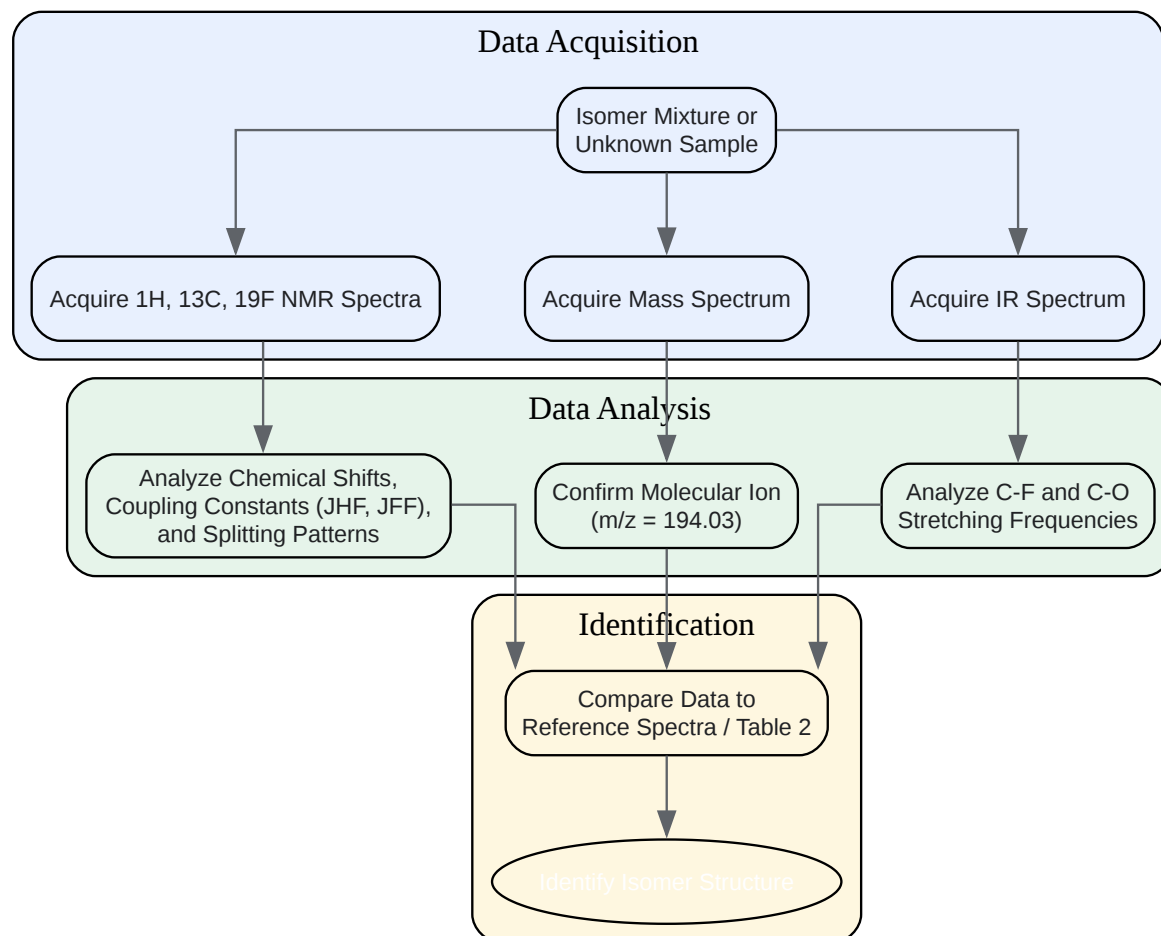 Data Acquisition
Isomer Mixture or
Unknown Sample
Acquire 1H, 13C, 19F NMR Spectra
Acquire Mass Spectrum
Acquire IR Spectrum
Data Analysis
Analyze Chemical Shifts,
Coupling Constants (JHF, JFF),
and Splitting Patterns
Confirm Molecular Ion
(m/z = 194.03)
Analyze C-F and C-O
Stretching Frequencies
Identification
Compare Data to
Reference Spectra / Table 2
Identify Isomer Structure